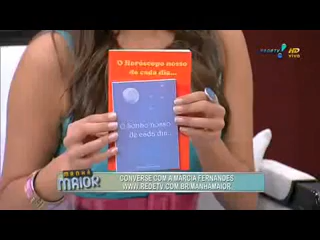 REDETV!
HD
VIVO
O Horóscopo nosso
de cada dia...
O Sonho nosso
de cada dia...
MANHÃ
MAIOR
CONVERSE COM A MARCIA FERNANDES
WWW.REDETV.COM.BR/MANHAMAIOR